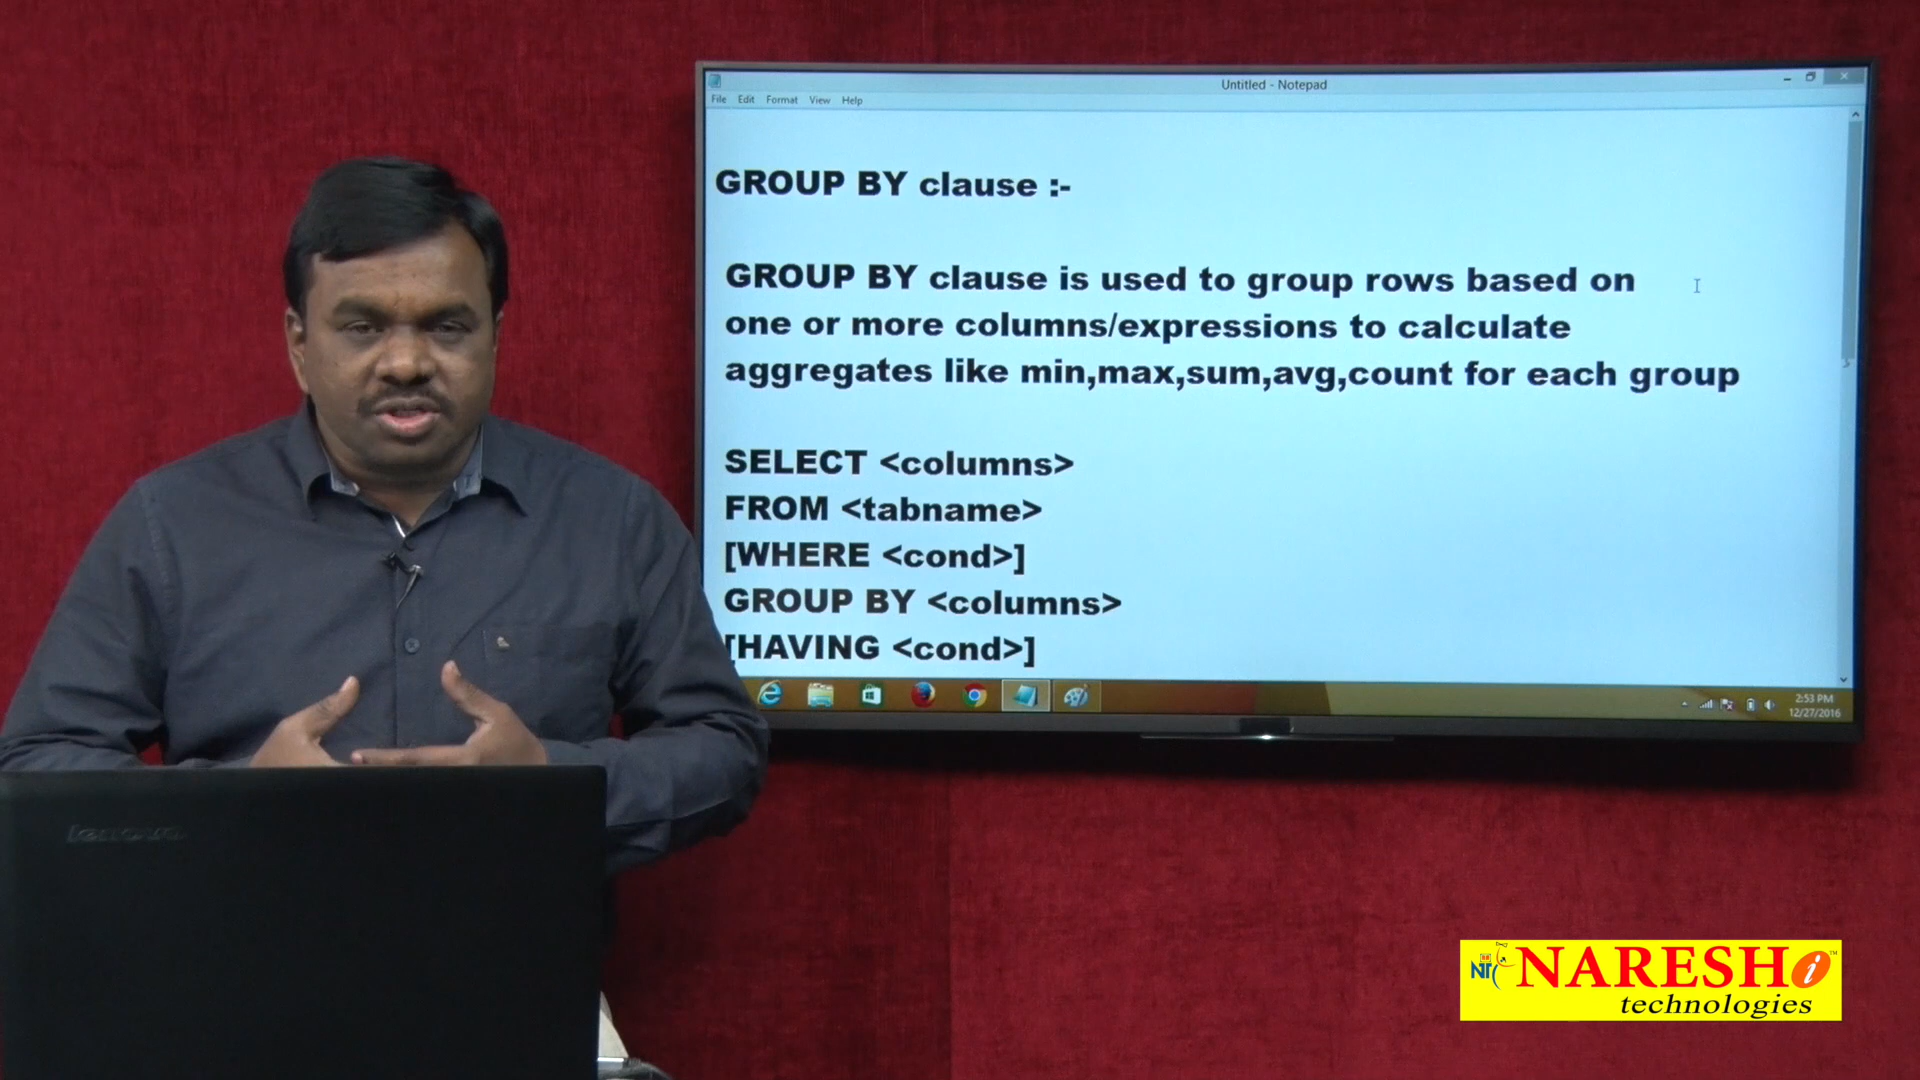 Untitled - Notepad
File Edit Format View Help
GROUP BY clause :-
GROUP BY clause is used to group rows based on
one or more columns/expressions to calculate
aggregates like min,max,sum,avg,count for each group
SELECT <columns>
FROM <tabname>
[WHERE <cond>]
GROUP BY <columns>
[HAVING <cond>]
2:53 PM
12/27/2016
lenovo
NARESH i
technologies